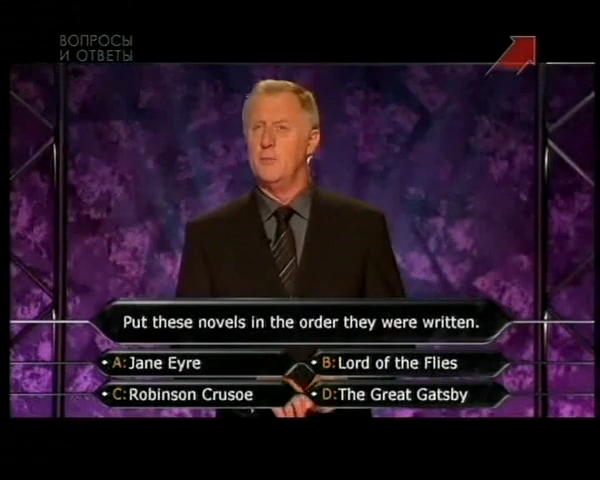 ВОПРОСЫ
И ОТВЕТЫ
Put these novels in the order they were written.
A: Jane Eyre
B: Lord of the Flies
C: Robinson Crusoe
D: The Great Gatsby